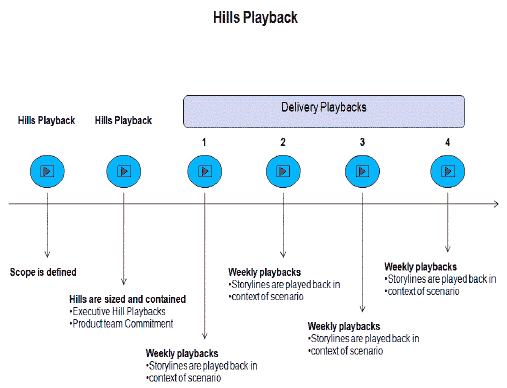 Hills Playback
Delivery Playbacks
Hills Playback
Hills Playback
1
2
3
4
Scope is defined
Hills are sized and contained
•Executive Hill Playbacks
•Product team Commitment
Weekly playbacks
•Storylines are played back in
context of scenario
Weekly playbacks
•Storylines are played back in
•context of scenario
Weekly playbacks
•Storylines are played back in
•context of scenario
Weekly playbacks
•Storylines are played back in
•context of scenario